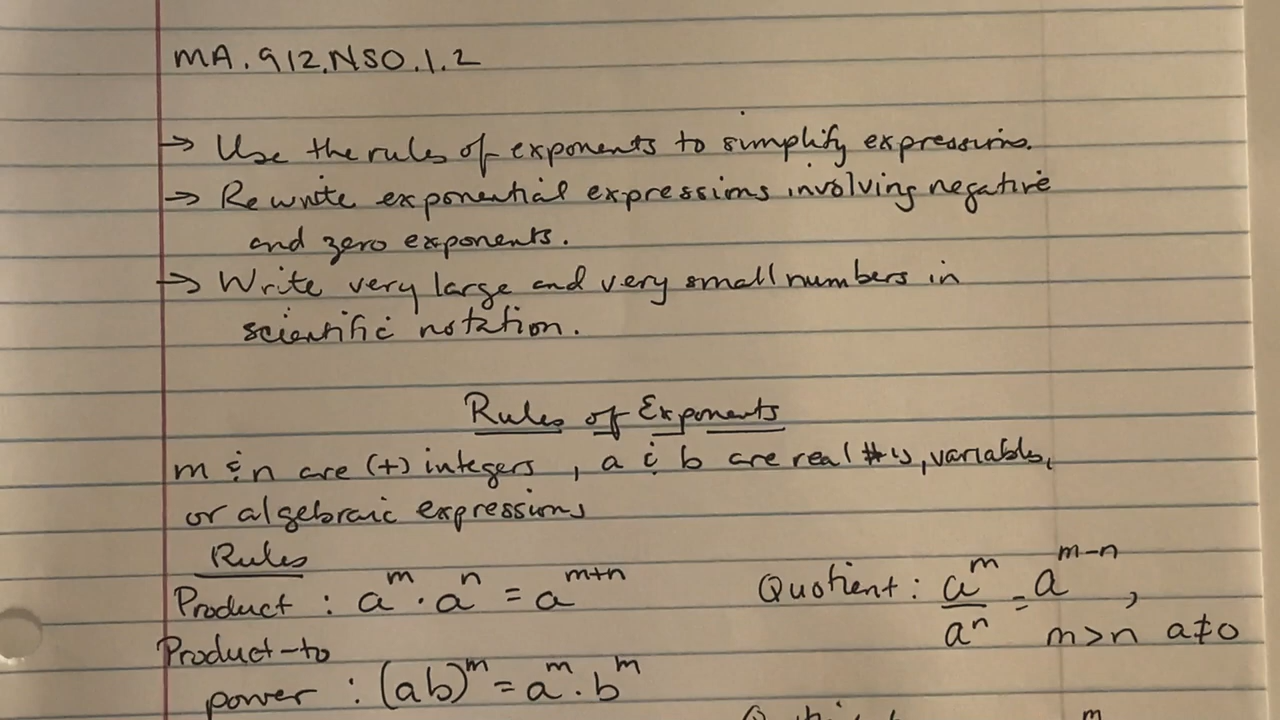 MA.912.NSO.1.2
→ Use the rules of exponents to simplify expressions.
→ Rewrite exponential expressions involving negative
and zero exponents.
→ Write very large and very small numbers in
scientific notation.
Rules of Exponents
m & n are (+) integers, a & b are real #'s, variables,
or algebraic expressions
Rules
Product : a^m · a^n = a^(m+n)
Quotient : a^m/a^n = a^(m-n),
m>n a≠0
Product-to
power : (ab)^m = a^m · b^m